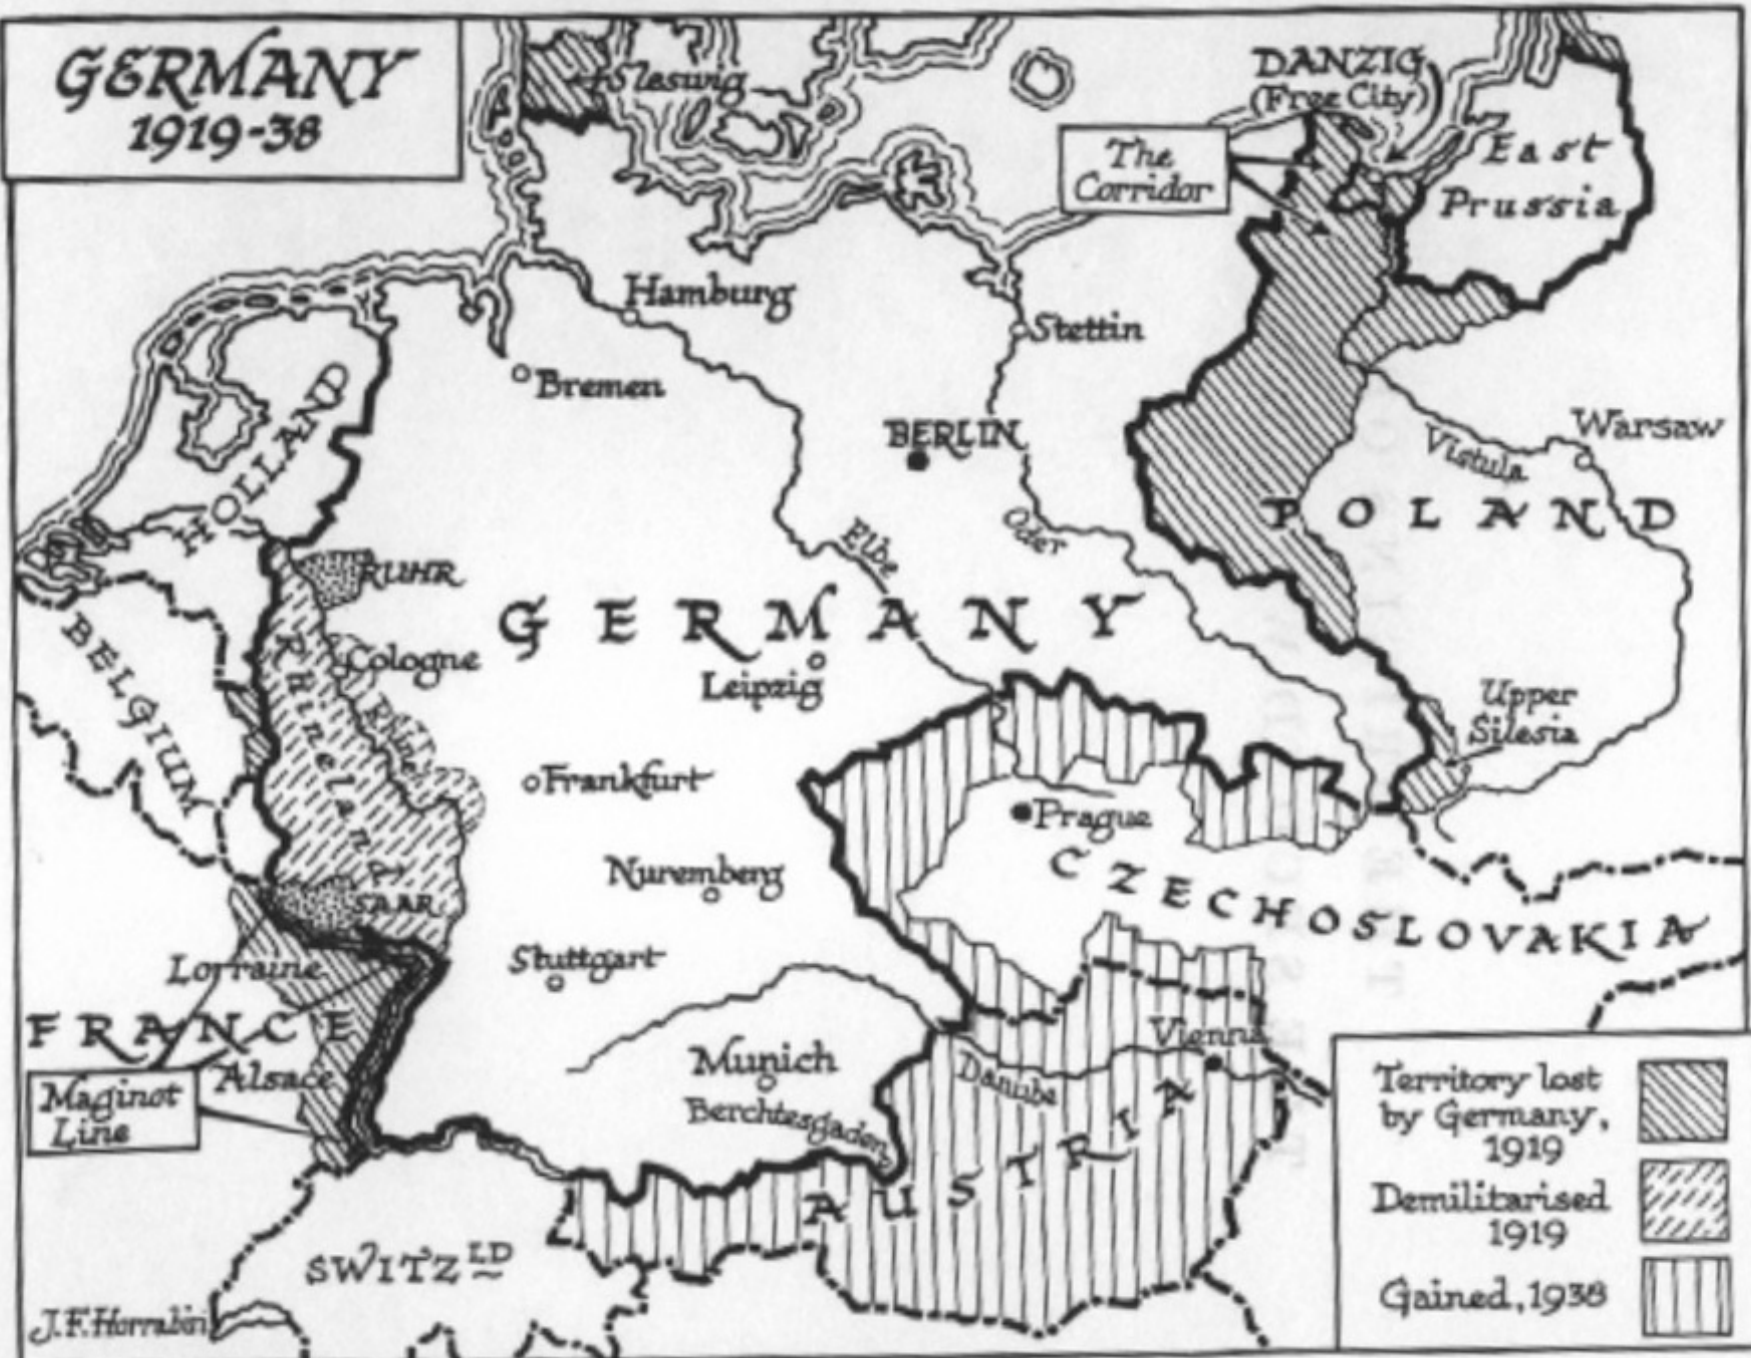 GERMANY
1919-38
Sleswig
DANZIG
(Free City)
The
Corridor
East
Prussia
Hamburg
Stettin
Bremen
HOLLAND
BERLIN
Warsaw
Vistula
POLAND
Elbe
Oder
RUHR
BELGIUM
GERMANY
Cologne
Leipzig
Rhineland
Rhine
Upper
Silesia
Frankfurt
Prague
Nuremberg
CZECHOSLOVAKIA
SAAR
Lorraine
Stuttgart
FRANCE
Alsace
Maginot
Line
Munich
Berchtesgaden
Vienna
Danube
AUSTRIA
SWITZLD
J.F.Horrabin
Territory lost
by Germany,
1919
Demilitarised
1919
Gained, 1938